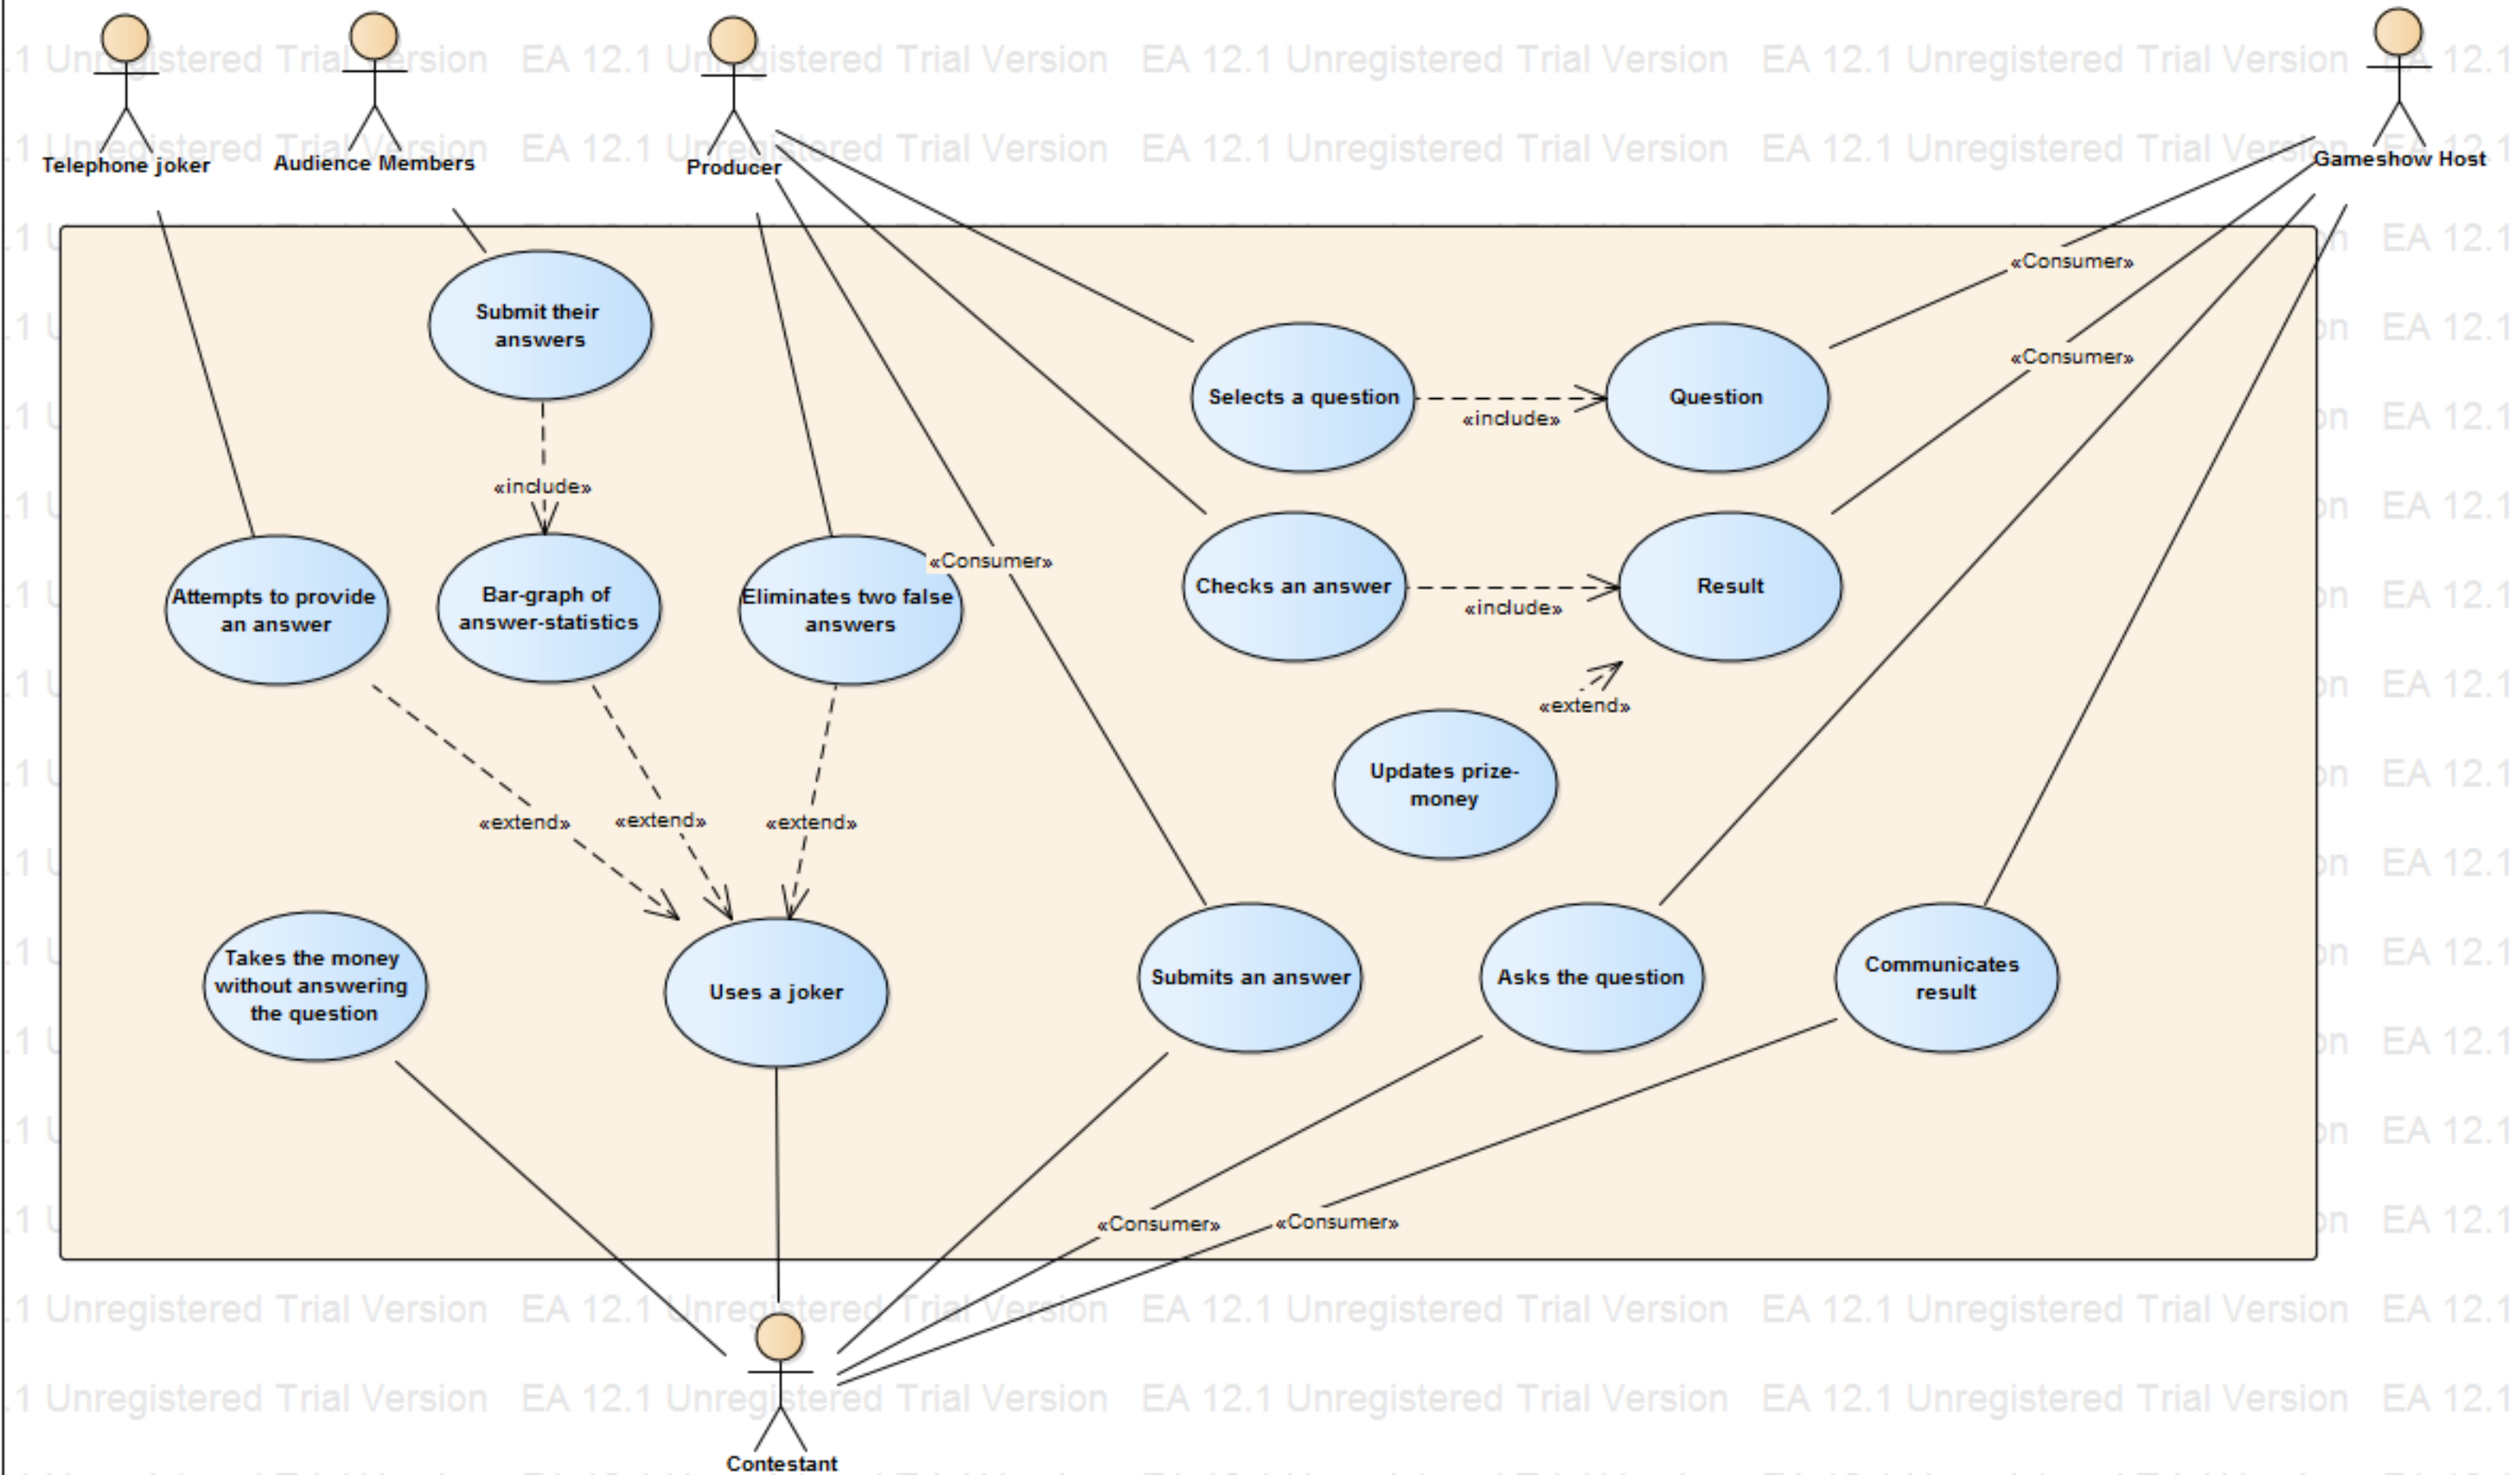 Telephone joker
Audience Members
Producer
Gameshow Host
EA 12.1 Unregistered Trial Version
«Consumer»
Submit their
answers
«Consumer»
Selects a question
«include»
Question
«include»
«Consumer»
Attempts to provide
an answer
Bar-graph of
answer-statistics
Eliminates two false
answers
Checks an answer
«include»
Result
«extend»
Updates prize-
money
«extend»
«extend»
«extend»
Takes the money
without answering
the question
Uses a joker
Submits an answer
Asks the question
Communicates
result
«Consumer»
«Consumer»
Contestant